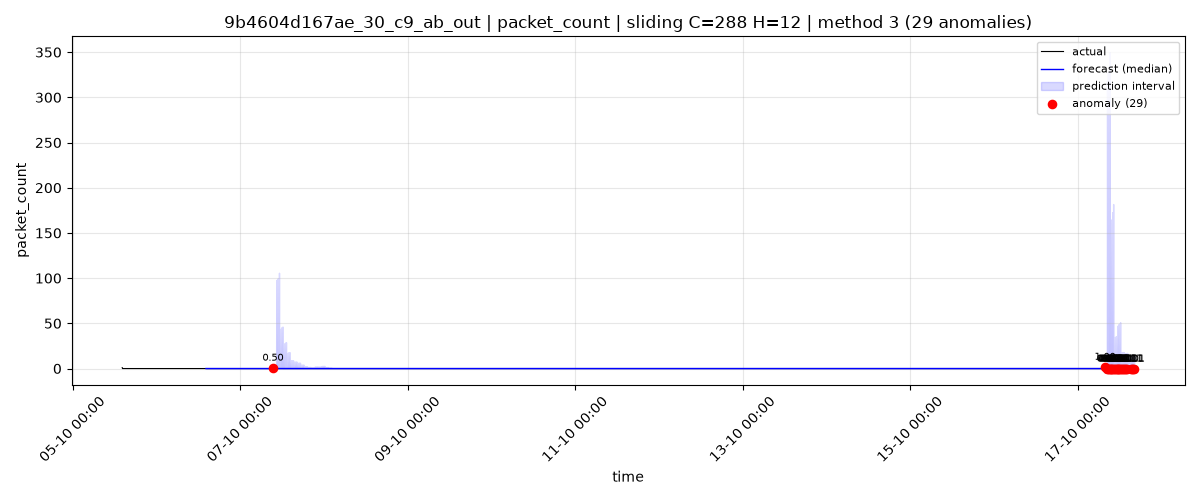 9b4604d167ae_30_c9_ab_out | packet_count | sliding C=288 H=12 | method 3 (29 anomalies)
actual
forecast (median)
prediction interval
anomaly (29)
packet_count
350
300
250
200
150
100
50
0
0.50
05-10 00:00
07-10 00:00
09-10 00:00
11-10 00:00
13-10 00:00
15-10 00:00
17-10 00:00
time